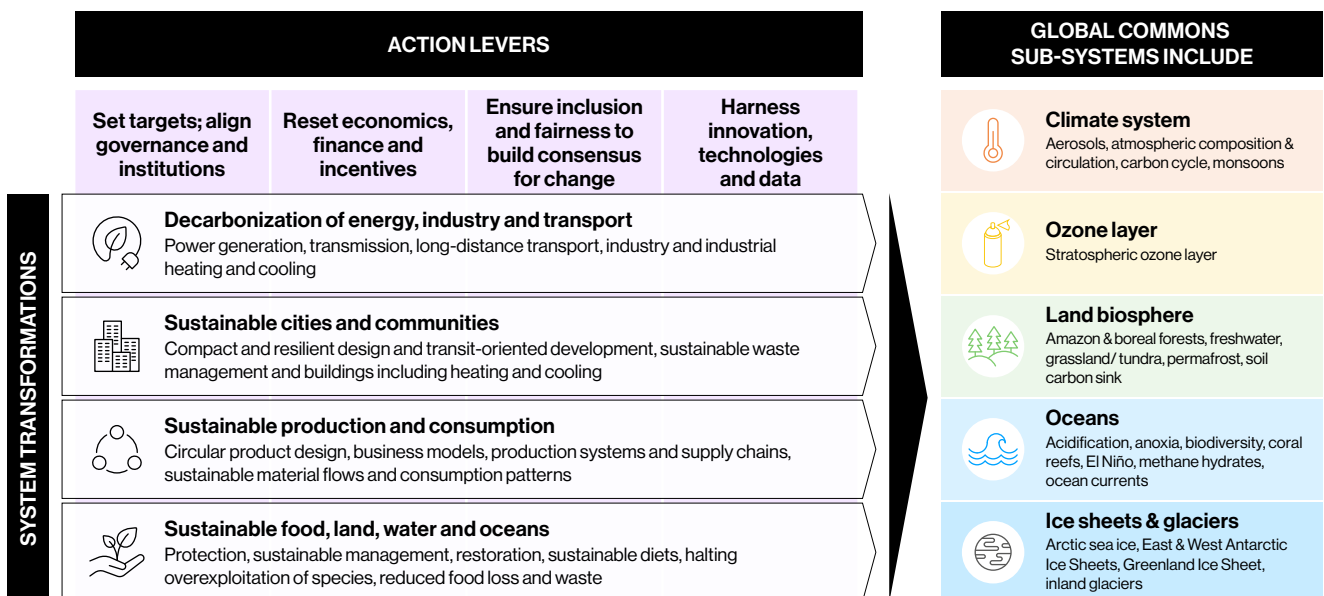 ACTION LEVERS
Set targets; align
governance and
institutions
Reset economics,
finance and
incentives
Ensure inclusion
and fairness to
build consensus
for change
Harness
innovation,
technologies
and data
SYSTEM TRANSFORMATIONS
Decarbonization of energy, industry and transport
Power generation, transmission, long-distance transport, industry and industrial
heating and cooling
Sustainable cities and communities
Compact and resilient design and transit-oriented development, sustainable waste
management and buildings including heating and cooling
Sustainable production and consumption
Circular product design, business models, production systems and supply chains,
sustainable material flows and consumption patterns
Sustainable food, land, water and oceans
Protection, sustainable management, restoration, sustainable diets, halting
overexploitation of species, reduced food loss and waste
GLOBAL COMMONS
SUB-SYSTEMS INCLUDE
Climate system
Aerosols, atmospheric composition &
circulation, carbon cycle, monsoons
Ozone layer
Stratospheric ozone layer
Land biosphere
Amazon & boreal forests, freshwater,
grassland/ tundra, permafrost, soil
carbon sink
Oceans
Acidification, anoxia, biodiversity, coral
reefs, El Niño, methane hydrates,
ocean currents
Ice sheets & glaciers
Arctic sea ice, East & West Antarctic
Ice Sheets, Greenland Ice Sheet,
inland glaciers